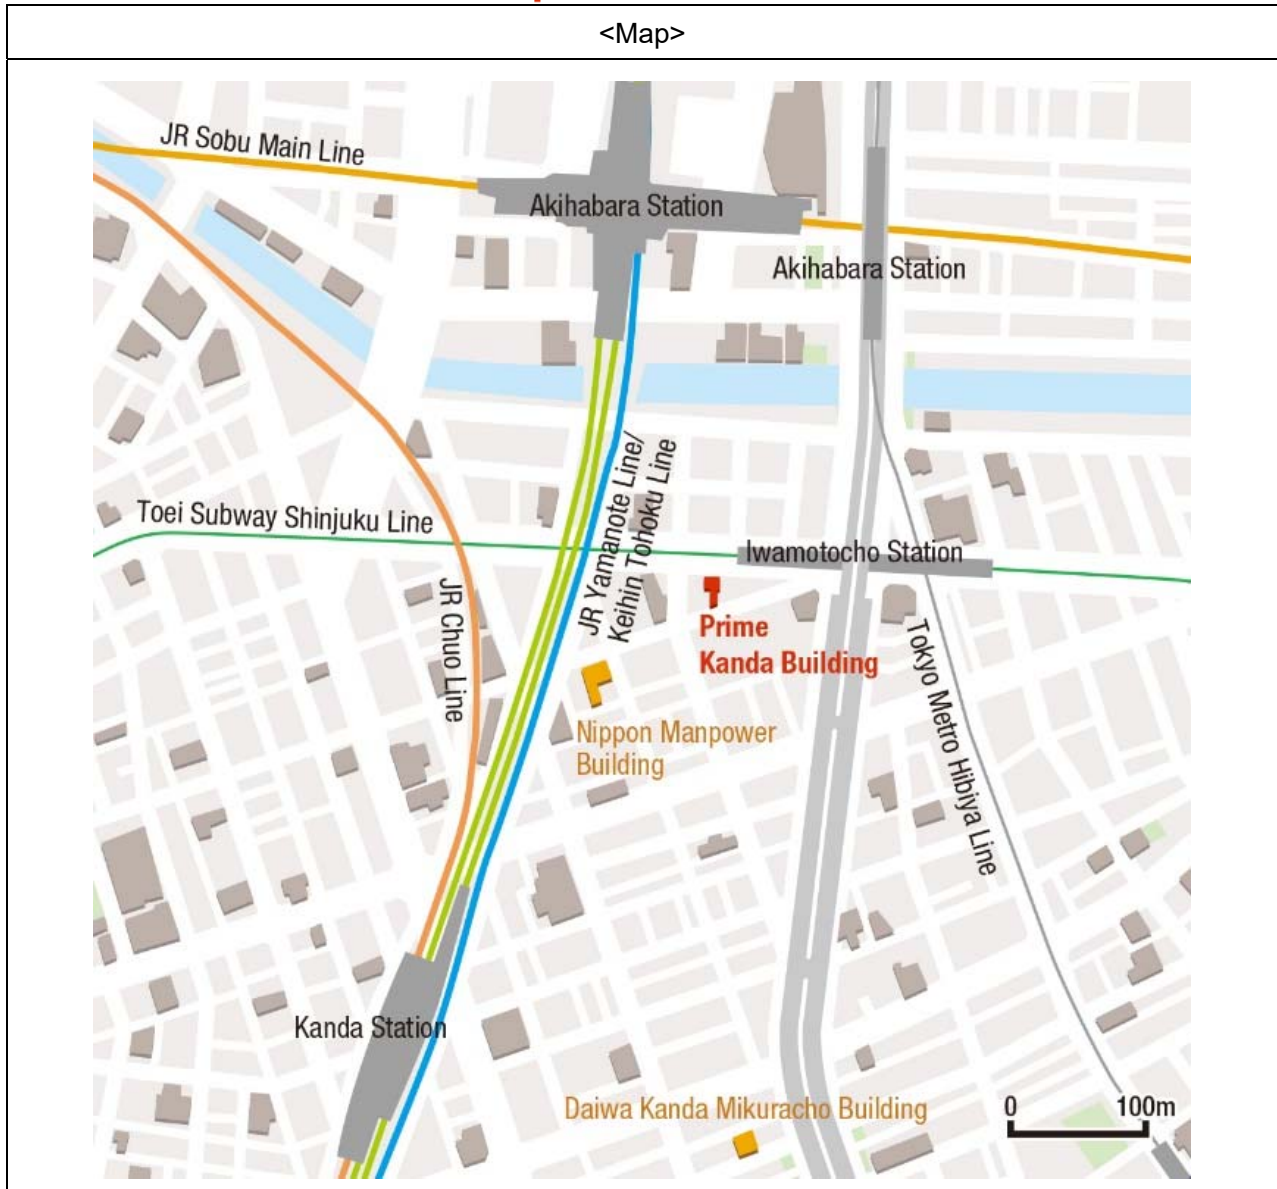 <Map>
JR Sobu Main Line
Akihabara Station
Akihabara Station
JR Yamanote Line/
Keihin Tohoku Line
Toei Subway Shinjuku Line
Iwamotocho Station
JR Chuo Line
Prime
Kanda Building
Tokyo Metro Hibiya Line
Nippon Manpower
Building
Kanda Station
Daiwa Kanda Mikuracho Building
0 100m